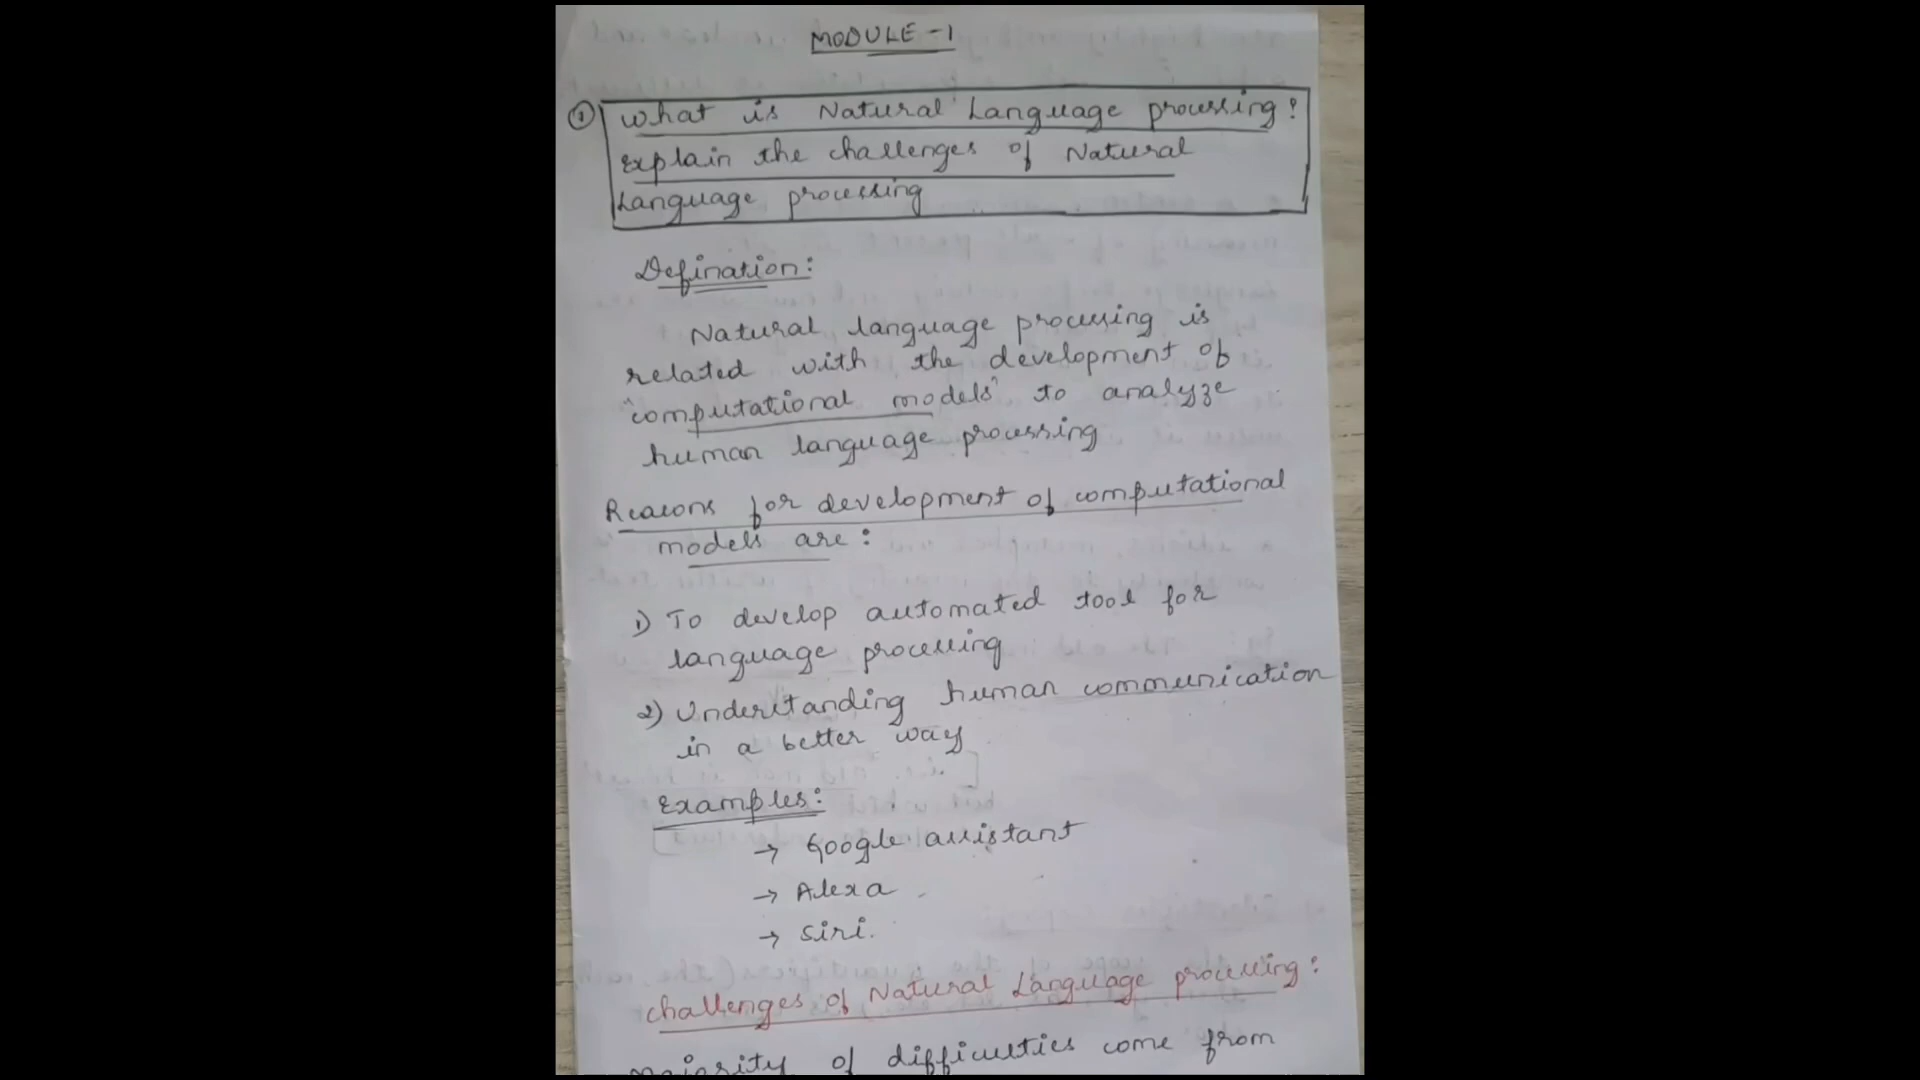 MODULE-1
① What is Natural Language processing?
Explain the challenges of Natural
Language processing
Defination:
Natural language processing is
related with the development of
"computational models" to analyze
human language processing
Reasons for development of computational
models are:
1) To develop automated tool for
language processing
2) Understanding human communication
in a better way
Examples:
→ Google assistant
→ Alexa
→ Siri.
challenges of Natural Language processing:
Majority of difficulties come from